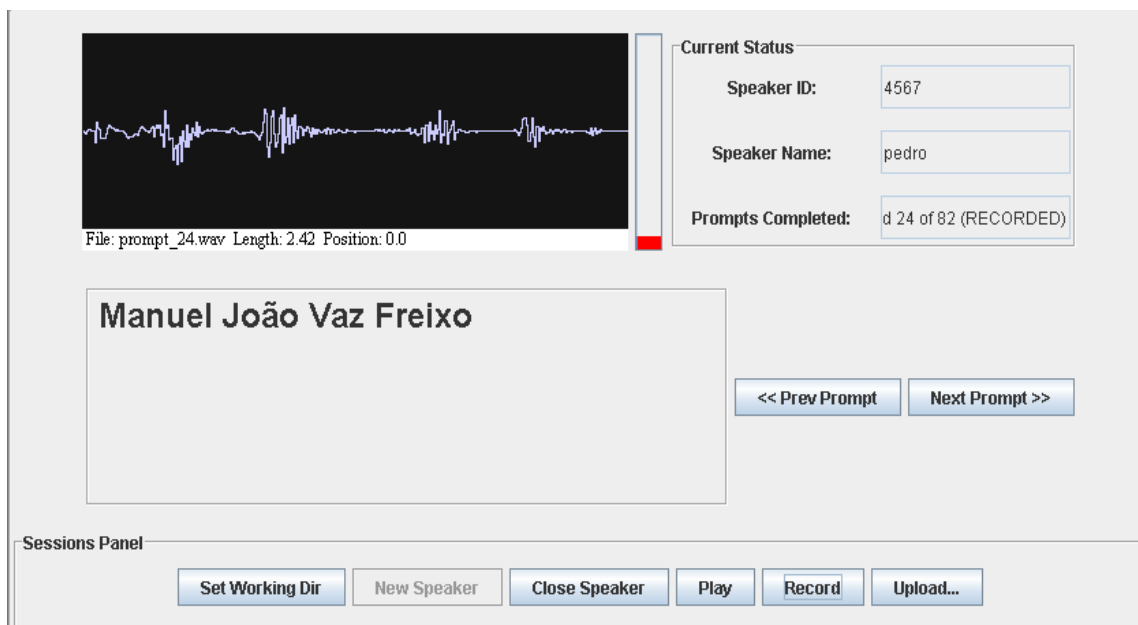 Current Status
Speaker ID: 4567
Speaker Name: pedro
Prompts Completed: d 24 of 82 (RECORDED)
File: prompt_24.wav Length: 2.42 Position: 0.0
Manuel João Vaz Freixo
<< Prev Prompt Next Prompt >>
Sessions Panel
Set Working Dir New Speaker Close Speaker Play Record Upload...